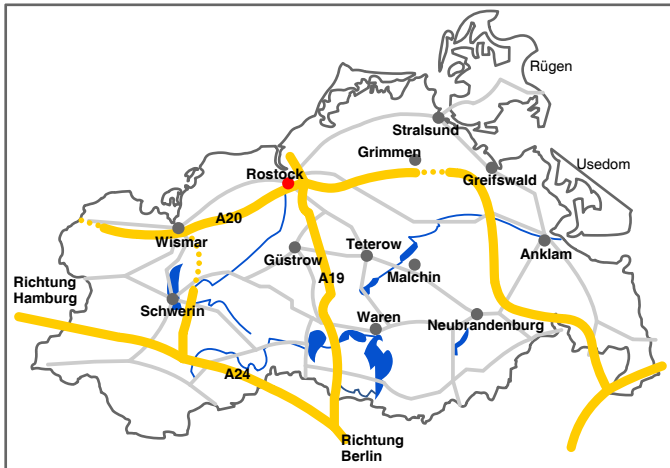 Rügen
Stralsund
Grimmen
Usedom
Rostock
Greifswald
A20
Wismar
Teterow
Anklam
Güstrow
A19
Malchin
Richtung
Hamburg
Schwerin
Waren
Neubrandenburg
A24
Richtung
Berlin